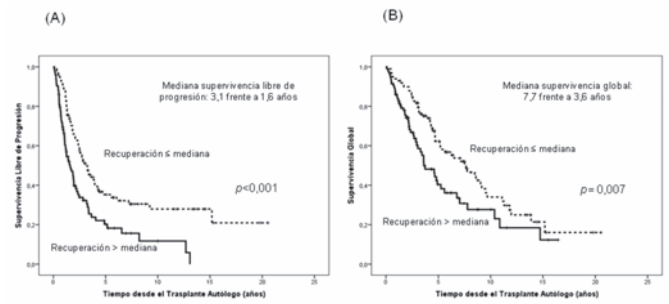 (A)
Mediana supervivencia libre de
progresión: 3,1 frente a 1,6 años
Recuperación ≤ mediana
p<0,001
Recuperación > mediana
Supervivencia Libre de Progresión
1,0
0,8
0,6
0,4
0,2
0,0
0 5 10 15 20 25
Tiempo desde el Trasplante Autólogo (años)
(B)
Mediana supervivencia global:
7,7 frente a 3,6 años
Recuperación ≤ mediana
p = 0,007
Recuperación > mediana
Supervivencia Global
1,0
0,8
0,6
0,4
0,2
0,0
0 5 10 15 20 25
Tiempo desde el Trasplante Autólogo (años)